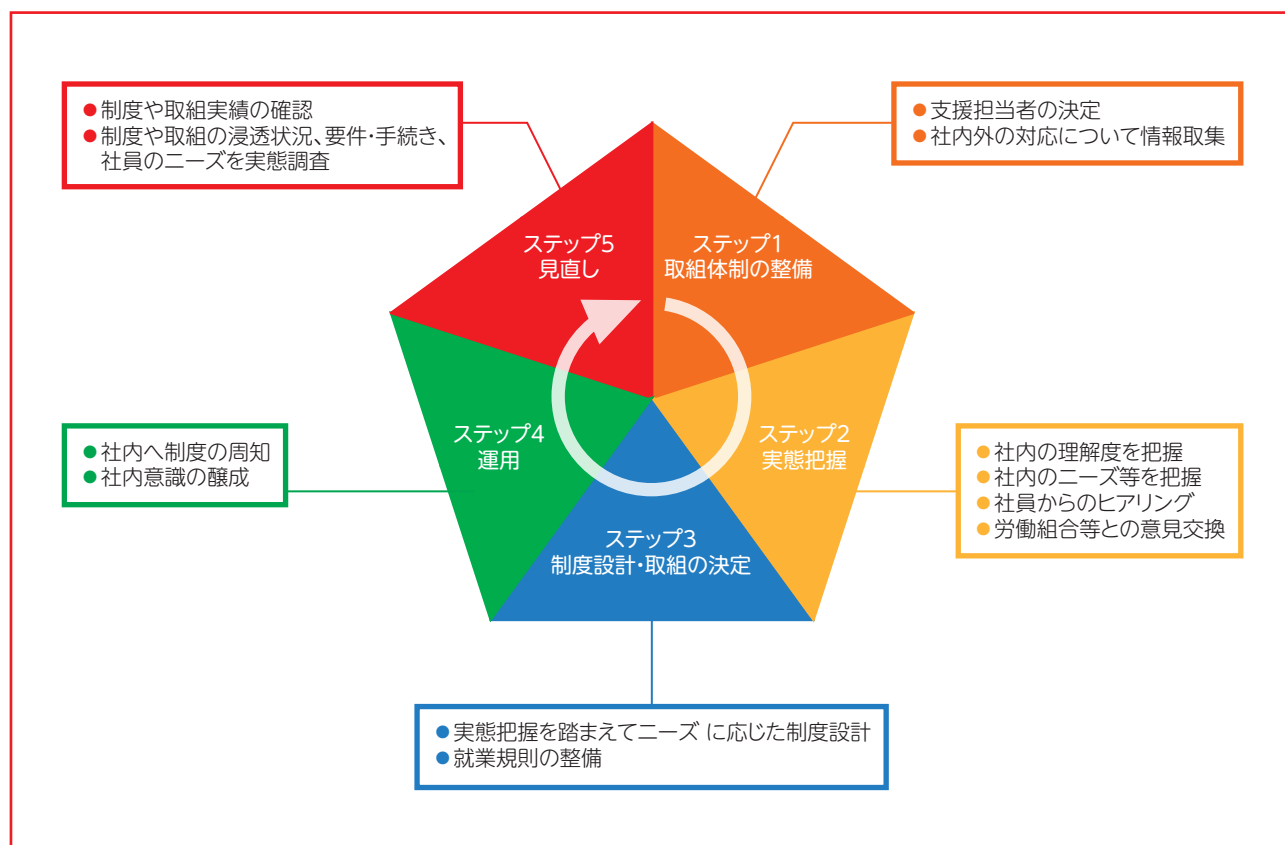 ステップ1
取組体制の整備
●支援担当者の決定
●社内外の対応について情報取集
ステップ2
実態把握
●社内の理解度を把握
●社内のニーズ等を把握
●社員からのヒアリング
●労働組合等との意見交換
ステップ3
制度設計・取組の決定
●実態把握を踏まえてニーズ に応じた制度設計
●就業規則の整備
ステップ4
運用
●社内へ制度の周知
●社内意識の醸成
ステップ5
見直し
●制度や取組実績の確認
●制度や取組の浸透状況、要件・手続き、
社員のニーズを実態調査